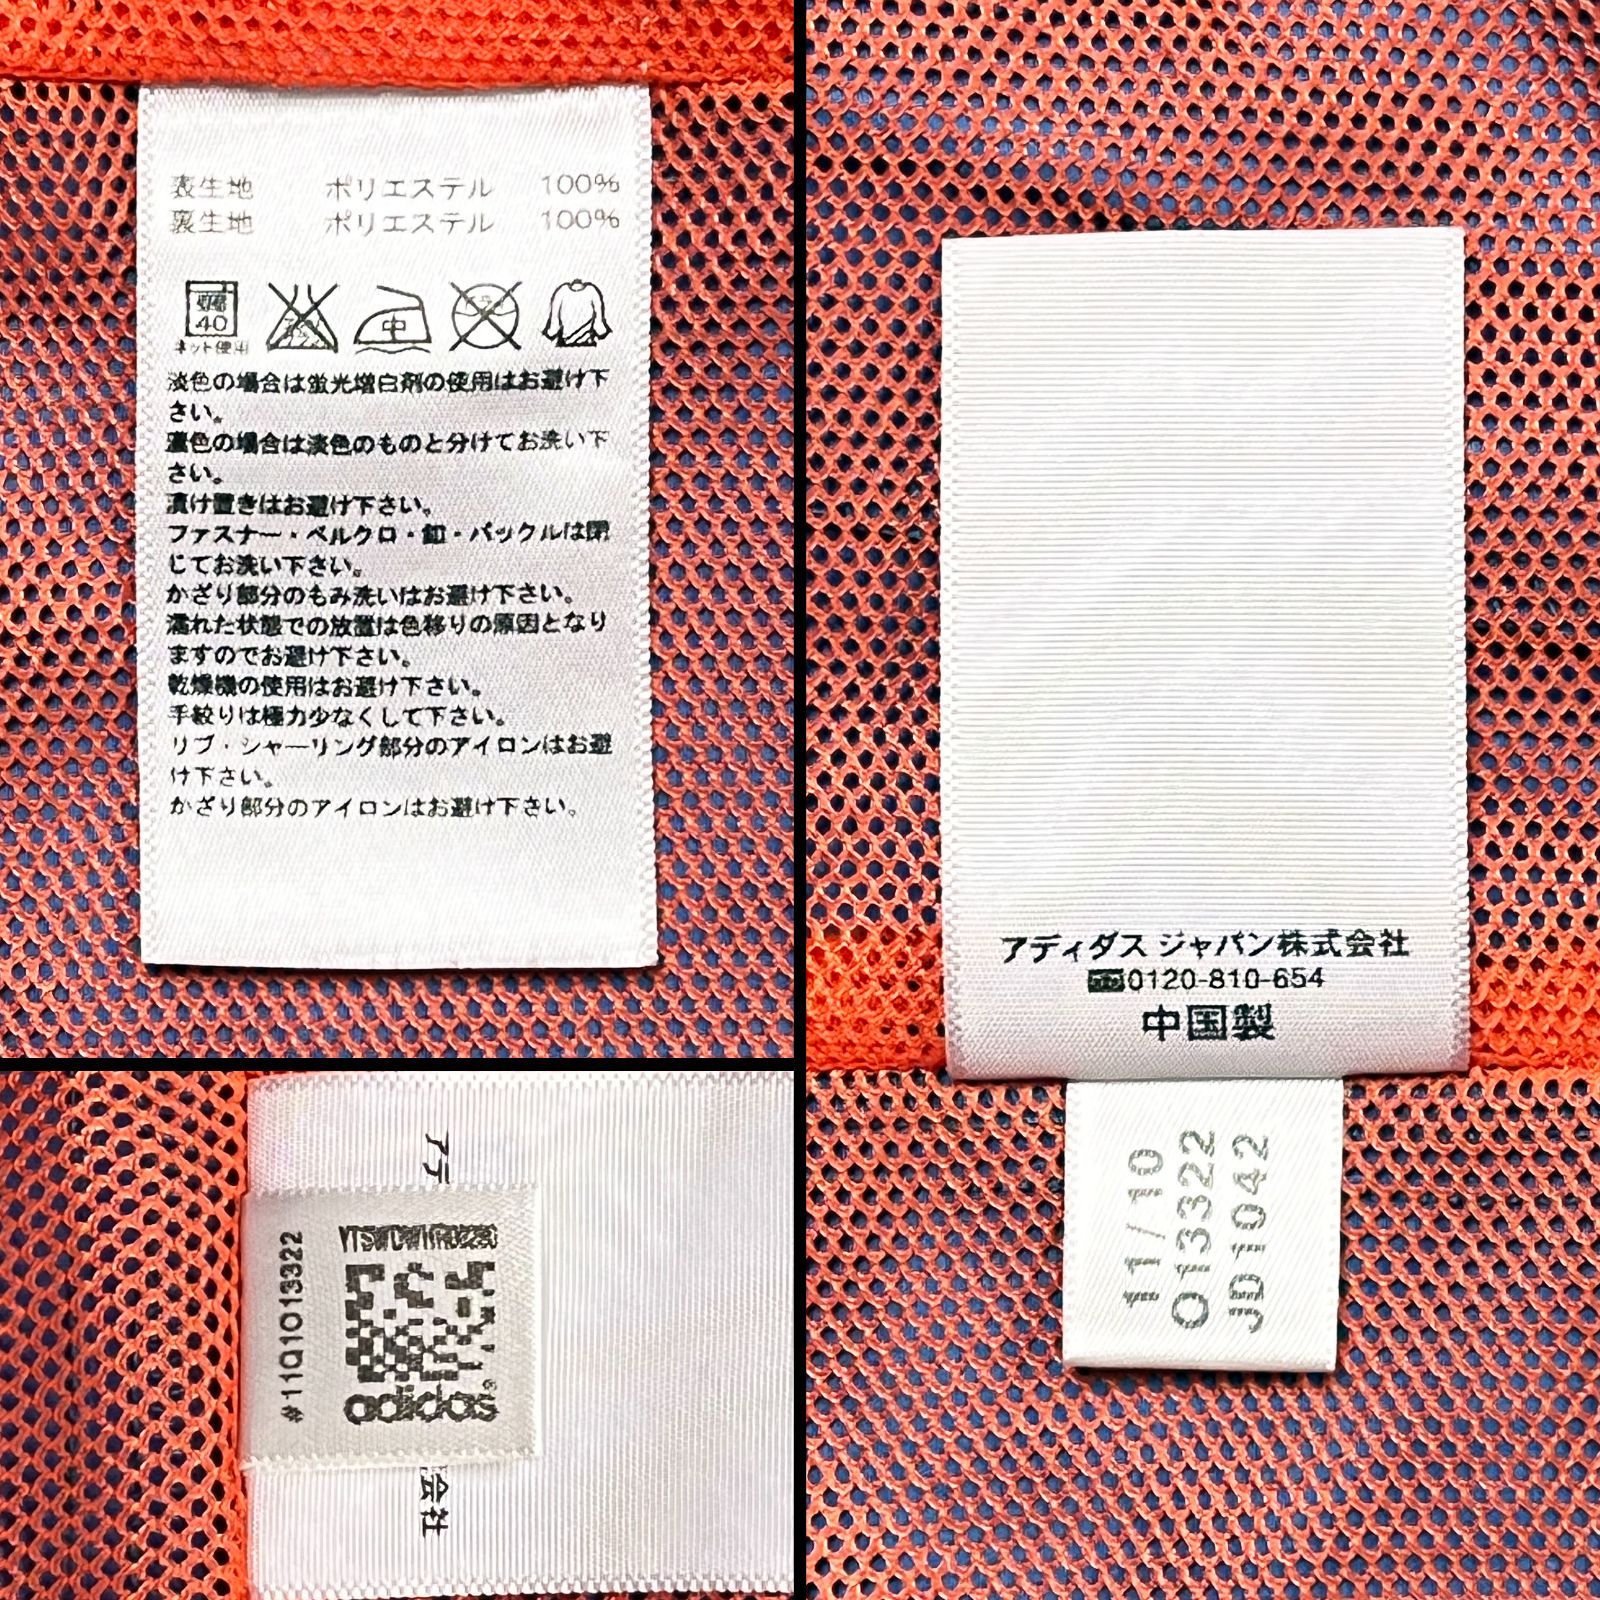 表生地 ポリエステル 100%
裏生地 ポリエステル 100%
40 中
ネット使用
淡色の場合は蛍光増白剤の使用はお避け下
さい。
濃色の場合は淡色のものと分けてお洗い下
さい。
漬け置きはお避け下さい。
ファスナー・ベルクロ・釦・バックルは閉
じてお洗い下さい。
かざり部分のもみ洗いはお避け下さい。
濡れた状態での放置は色移りの原因となり
ますのでお避け下さい。
乾燥機の使用はお避け下さい。
手絞りは極力少なくして下さい。
リブ・シャーリング部分のアイロンはお避
け下さい。
かざり部分のアイロンはお避け下さい。
アディダス ジャパン株式会社
0120-810-654
中国製
11/10
O13322
JD1042
アデ
会社
#11Q1O13322
adidas®